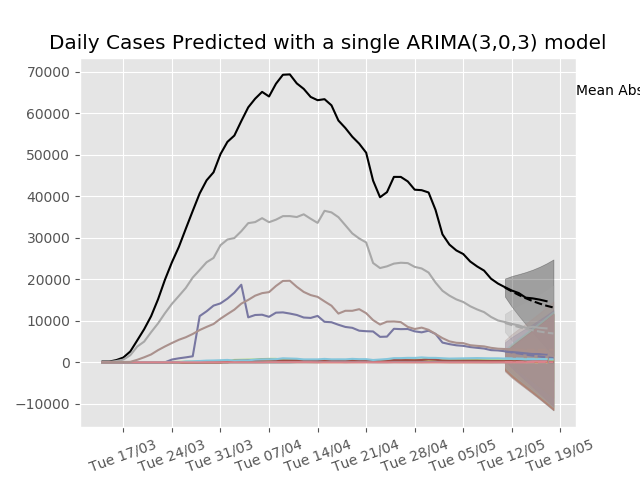 Daily Cases Predicted with a single ARIMA(3,0,3) model
70000
Mean Abs
60000
50000
40000
30000
20000
10000
0
−10000
Tue 17/03
Tue 24/03
Tue 31/03
Tue 07/04
Tue 14/04
Tue 21/04
Tue 28/04
Tue 05/05
Tue 12/05
Tue 19/05